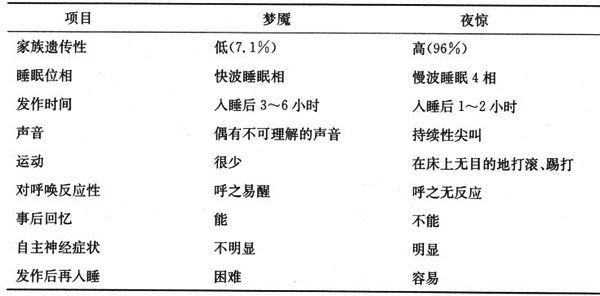 项目 梦魇 夜惊
家族遗传性 低(7.1%) 高(96%)
睡眠位相 快波睡眠相 慢波睡眠4相
发作时间 入睡后3～6小时 入睡后1～2小时
声音 偶有不可理解的声音 持续性尖叫
运动 很少 在床上无目的地打滚、踢打
对呼唤反应性 呼之易醒 呼之无反应
事后回忆 能 不能
自主神经症状 不明显 明显
发作后再入睡 困难 容易